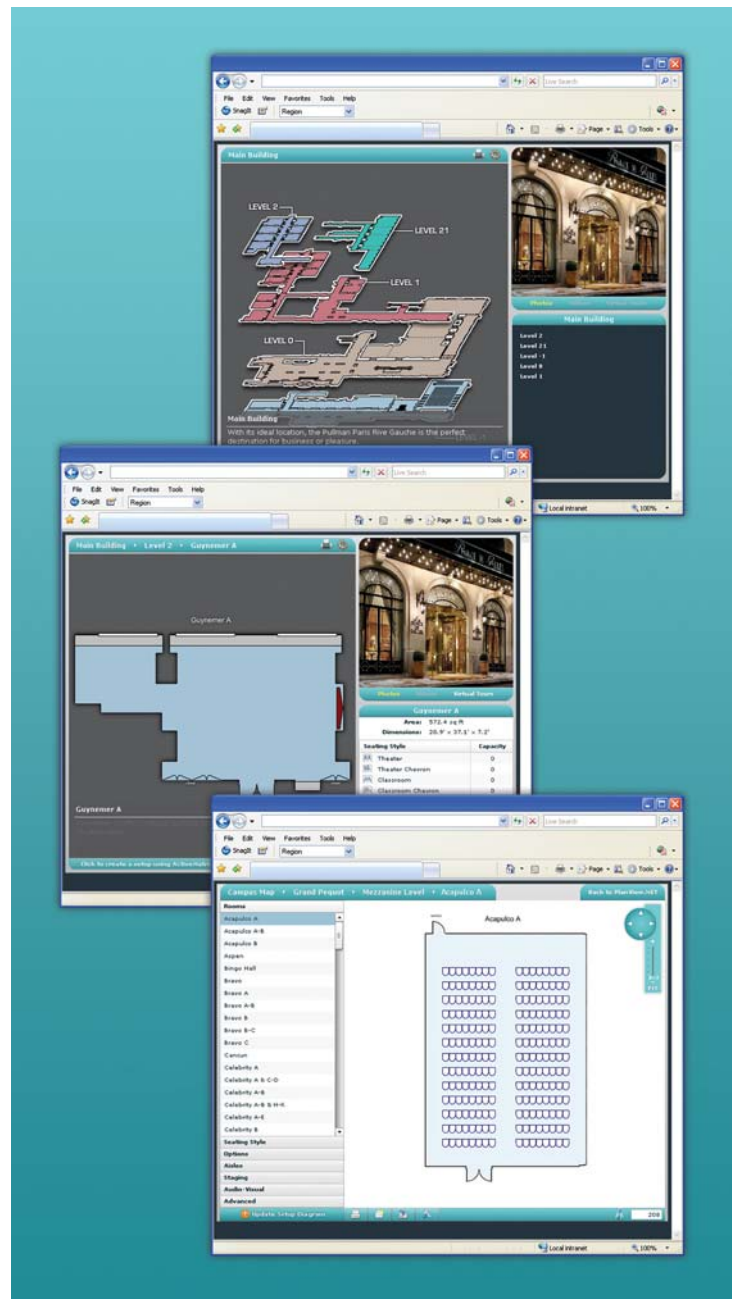 Live Search
File Edit View Favorites Tools Help
SnagIt Region
Page Tools
Main Building
LEVEL 2
LEVEL 21
LEVEL 1
LEVEL 0
LEVEL -1
Main Building
With its ideal location, the Pullman Paris Rive Gauche is the perfect
destination for business or pleasure.
Photos Virtual Tours
Main Building
Level 2
Level 21
Level -1
Level 0
Level 1
Local intranet 100%
Live Search
File Edit View Favorites Tools Help
SnagIt Region
Page Tools
Main Building Level 2 Guynemer A
Guynemer A
Guynemer A
Photos Virtual Tours
Guynemer A
Area: 572.4 sq ft
Seating Style Capacity
Theater 0
Theater Chevron 0
Classroom 0
Classroom Chevron 0
Live Search
File Edit View Favorites Tools Help
SnagIt Region
Page Tools
Campus Map Grand Pequot Mezzanine Level Acapulco A
Rooms
Acapulco A
Acapulco A-B
Acapulco B
Aspen
Bingo Hall
Bravo
Bravo A
Bravo A-B
Bravo B
Bravo B-C
Bravo C
Cancun
Celebrity A
Celebrity A & C-D
Celebrity A-B
Celebrity A-B & H-K
Celebrity A-E
Celebrity B
Seating Style
Options
Aisles
Staging
Audio-Visual
Advanced
Update Setup Diagram
Acapulco A
208
Local intranet 100%